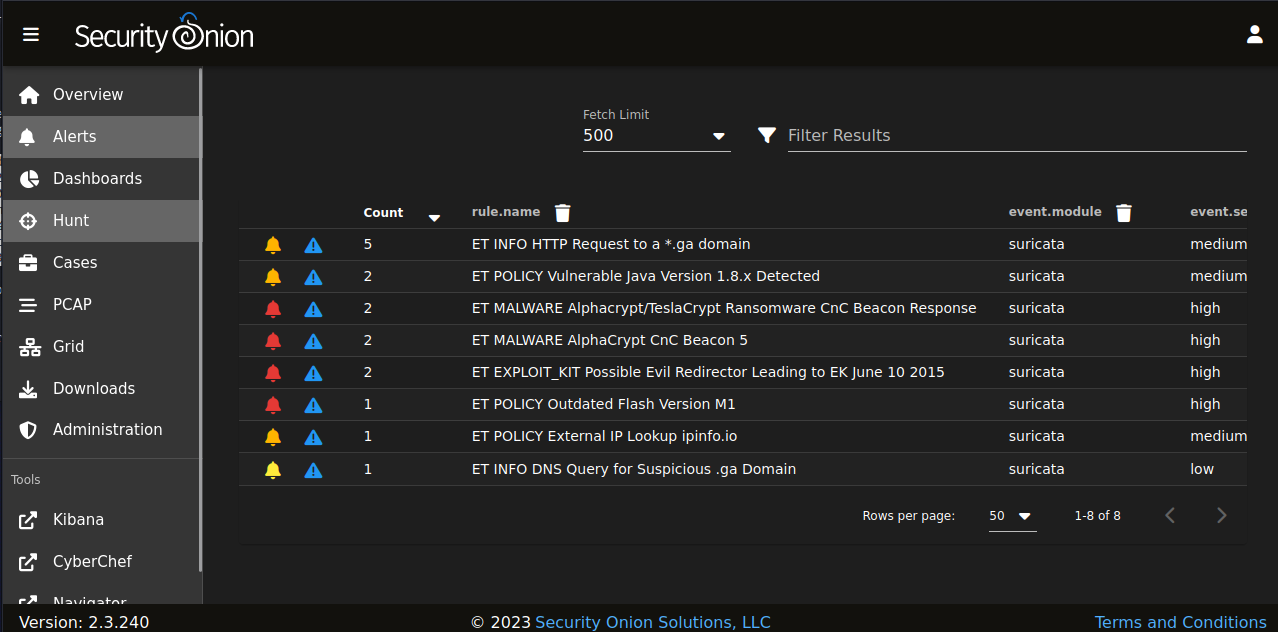 Security Onion
Overview
Alerts
Dashboards
Hunt
Cases
PCAP
Grid
Downloads
Administration
Tools
Kibana
CyberChef
Navigator
Fetch Limit
500
Filter Results
Count rule.name event.module event.se
5 ET INFO HTTP Request to a *.ga domain suricata medium
2 ET POLICY Vulnerable Java Version 1.8.x Detected suricata medium
2 ET MALWARE Alphacrypt/TeslaCrypt Ransomware CnC Beacon Response suricata high
2 ET MALWARE AlphaCrypt CnC Beacon 5 suricata high
2 ET EXPLOIT_KIT Possible Evil Redirector Leading to EK June 10 2015 suricata high
1 ET POLICY Outdated Flash Version M1 suricata high
1 ET POLICY External IP Lookup ipinfo.io suricata medium
1 ET INFO DNS Query for Suspicious .ga Domain suricata low
Rows per page: 50 1-8 of 8
Version: 2.3.240 © 2023 Security Onion Solutions, LLC Terms and Conditions